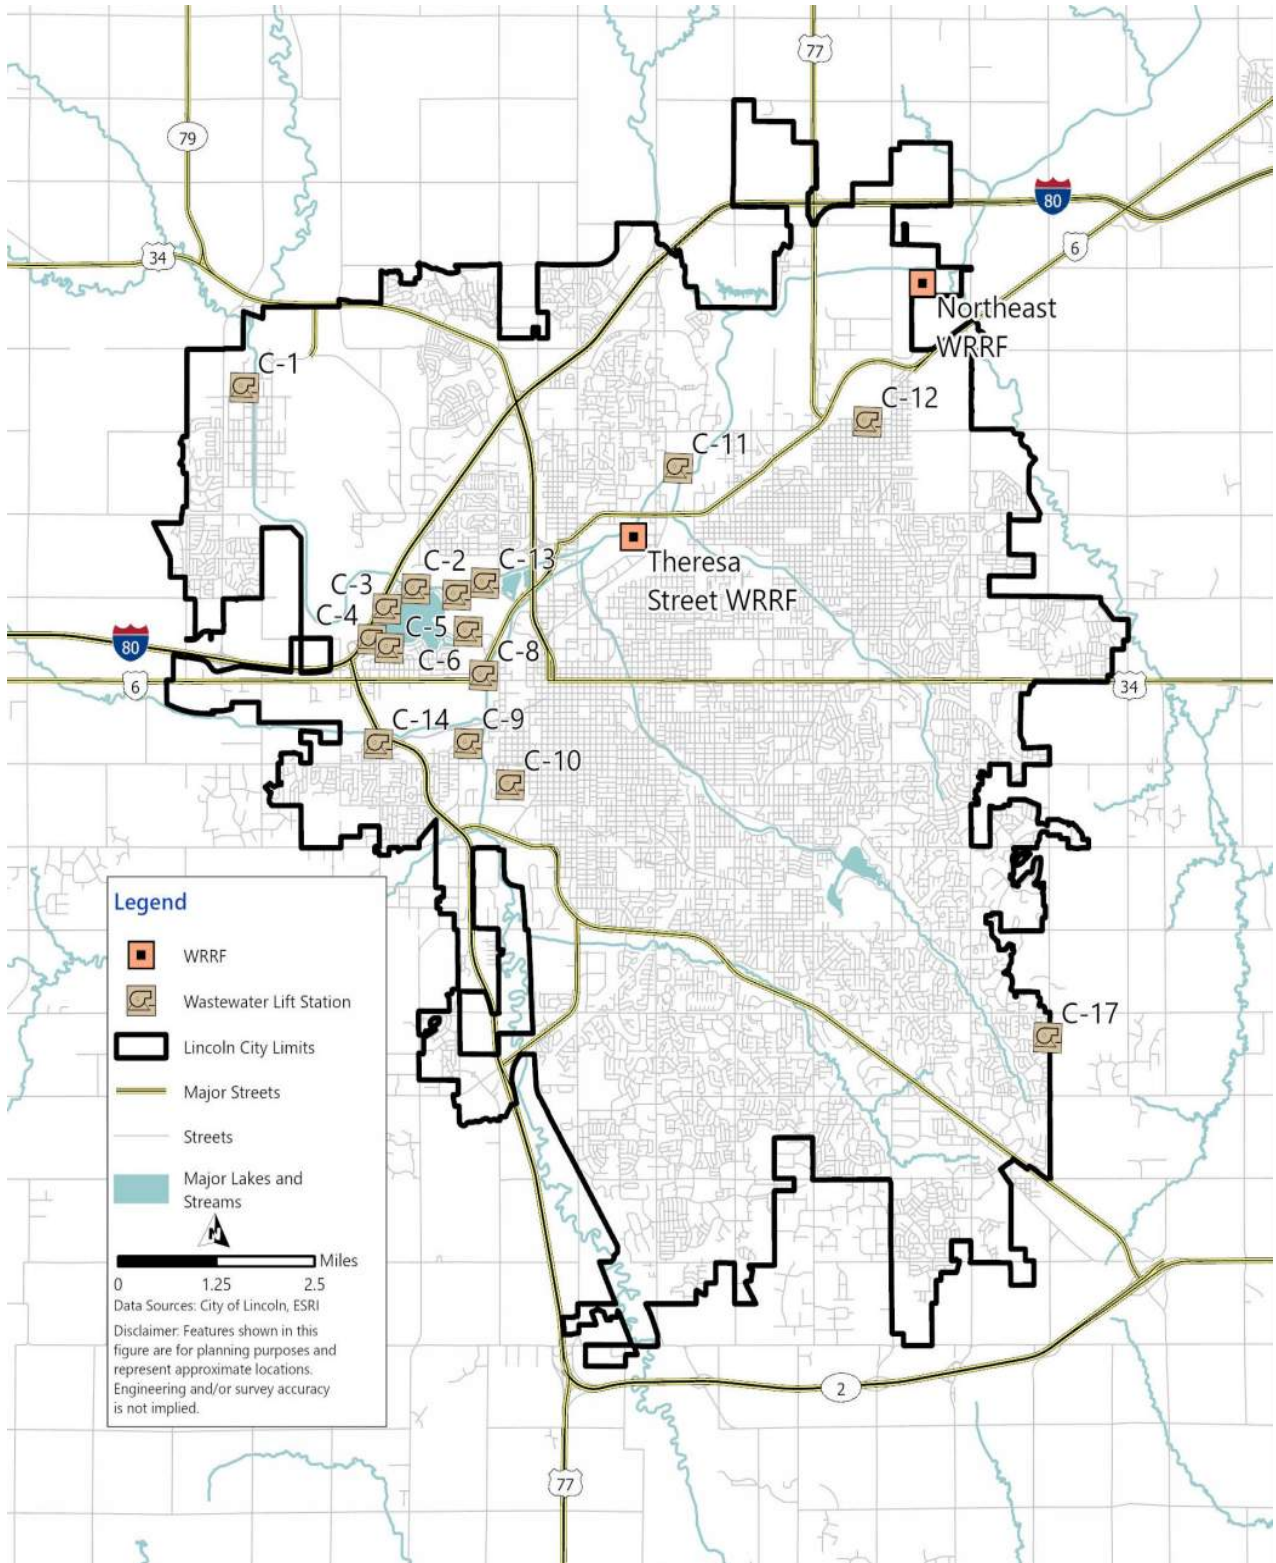 77
79
80
34
6
Northeast
WRRF
C-1
C-12
C-11
C-2
C-13
Theresa
Street WRRF
C-3
C-4
C-5
C-6
C-8
80
6
34
C-14
C-9
C-10
C-17
Legend
WRRF
Wastewater Lift Station
Lincoln City Limits
Major Streets
Streets
Major Lakes and
Streams
N
Miles
0 1.25 2.5
Data Sources: City of Lincoln, ESRI
Disclaimer: Features shown in this
figure are for planning purposes and
represent approximate locations.
Engineering and/or survey accuracy
is not implied.
2
77